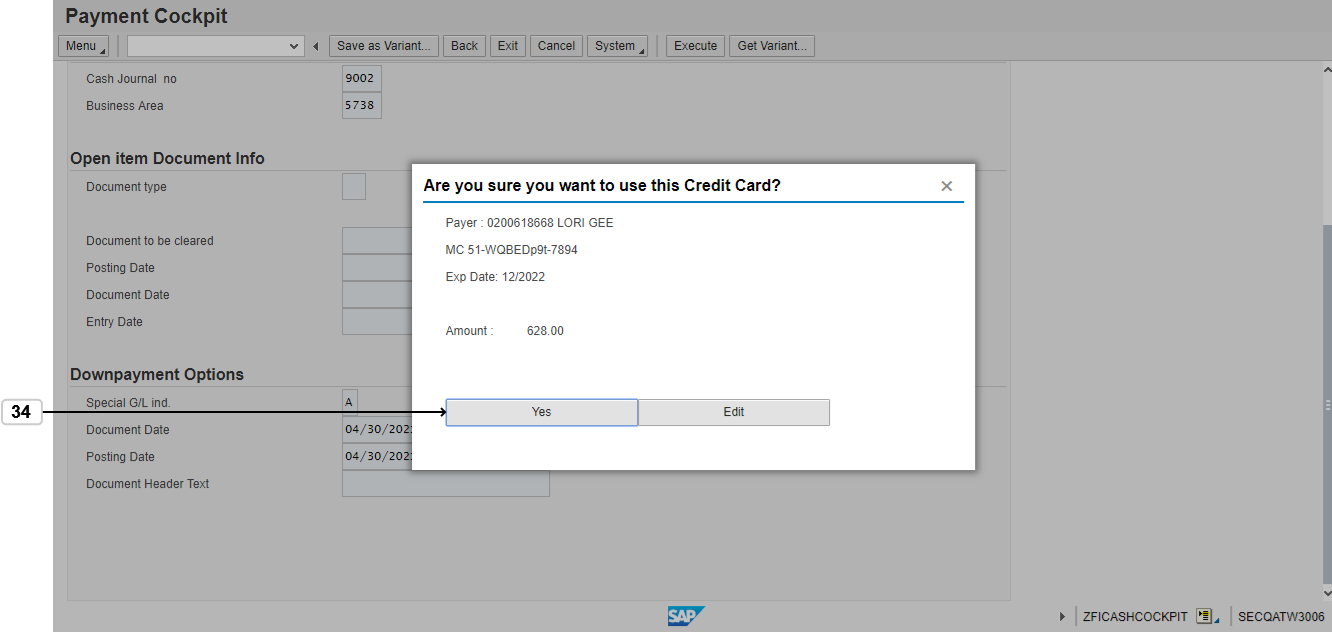 Payment Cockpit
Menu Save as Variant... Back Exit Cancel System Execute Get Variant...
Cash Journal no 9002
Business Area 5738
Open item Document Info
Document type
Document to be cleared
Posting Date
Document Date
Entry Date
Downpayment Options
Special G/L ind. A
Document Date 04/30/202
Posting Date 04/30/202
Document Header Text
Are you sure you want to use this Credit Card?
Payer : 0200618668 LORI GEE
MC 51-WQBEDp9t-7894
Exp Date: 12/2022
Amount : 628.00
Yes Edit
34
SAP
ZFICASHCOCKPIT SECQATW3006